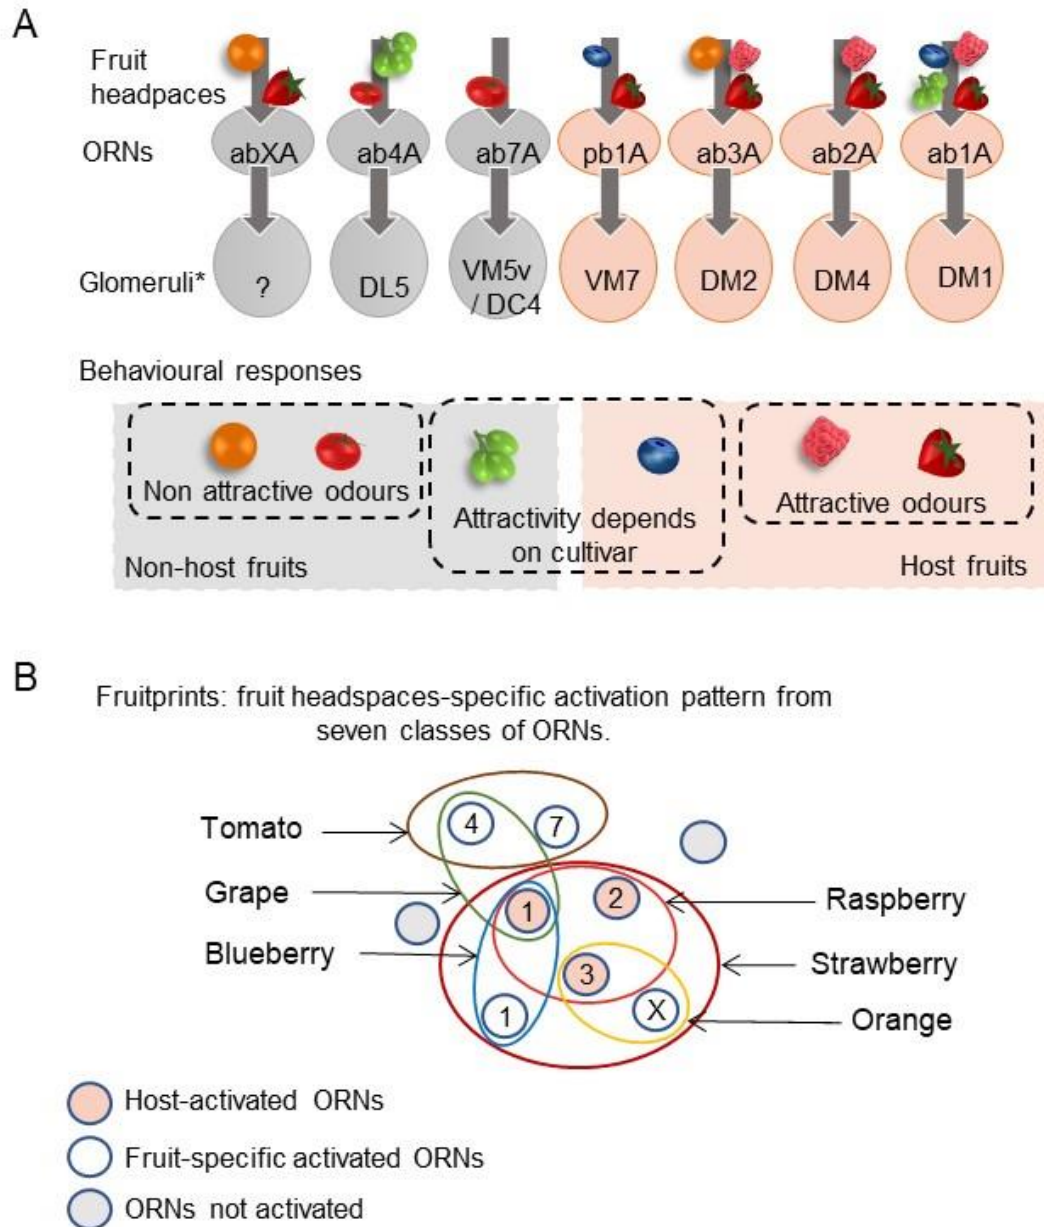 A
Fruit
headpaces
ORNs
abXA ab4A ab7A pb1A ab3A ab2A ab1A
Glomeruli*
? DL5 VM5v / DC4 VM7 DM2 DM4 DM1
Behavioural responses
Non attractive odours
Attractivity depends
on cultivar
Attractive odours
Non-host fruits
Host fruits
B
Fruitprints: fruit headspaces-specific activation pattern from
seven classes of ORNs.
Tomato
4 7
Grape
1 2
Raspberry
Blueberry
Strawberry
3
1 X
Orange
Host-activated ORNs
Fruit-specific activated ORNs
ORNs not activated